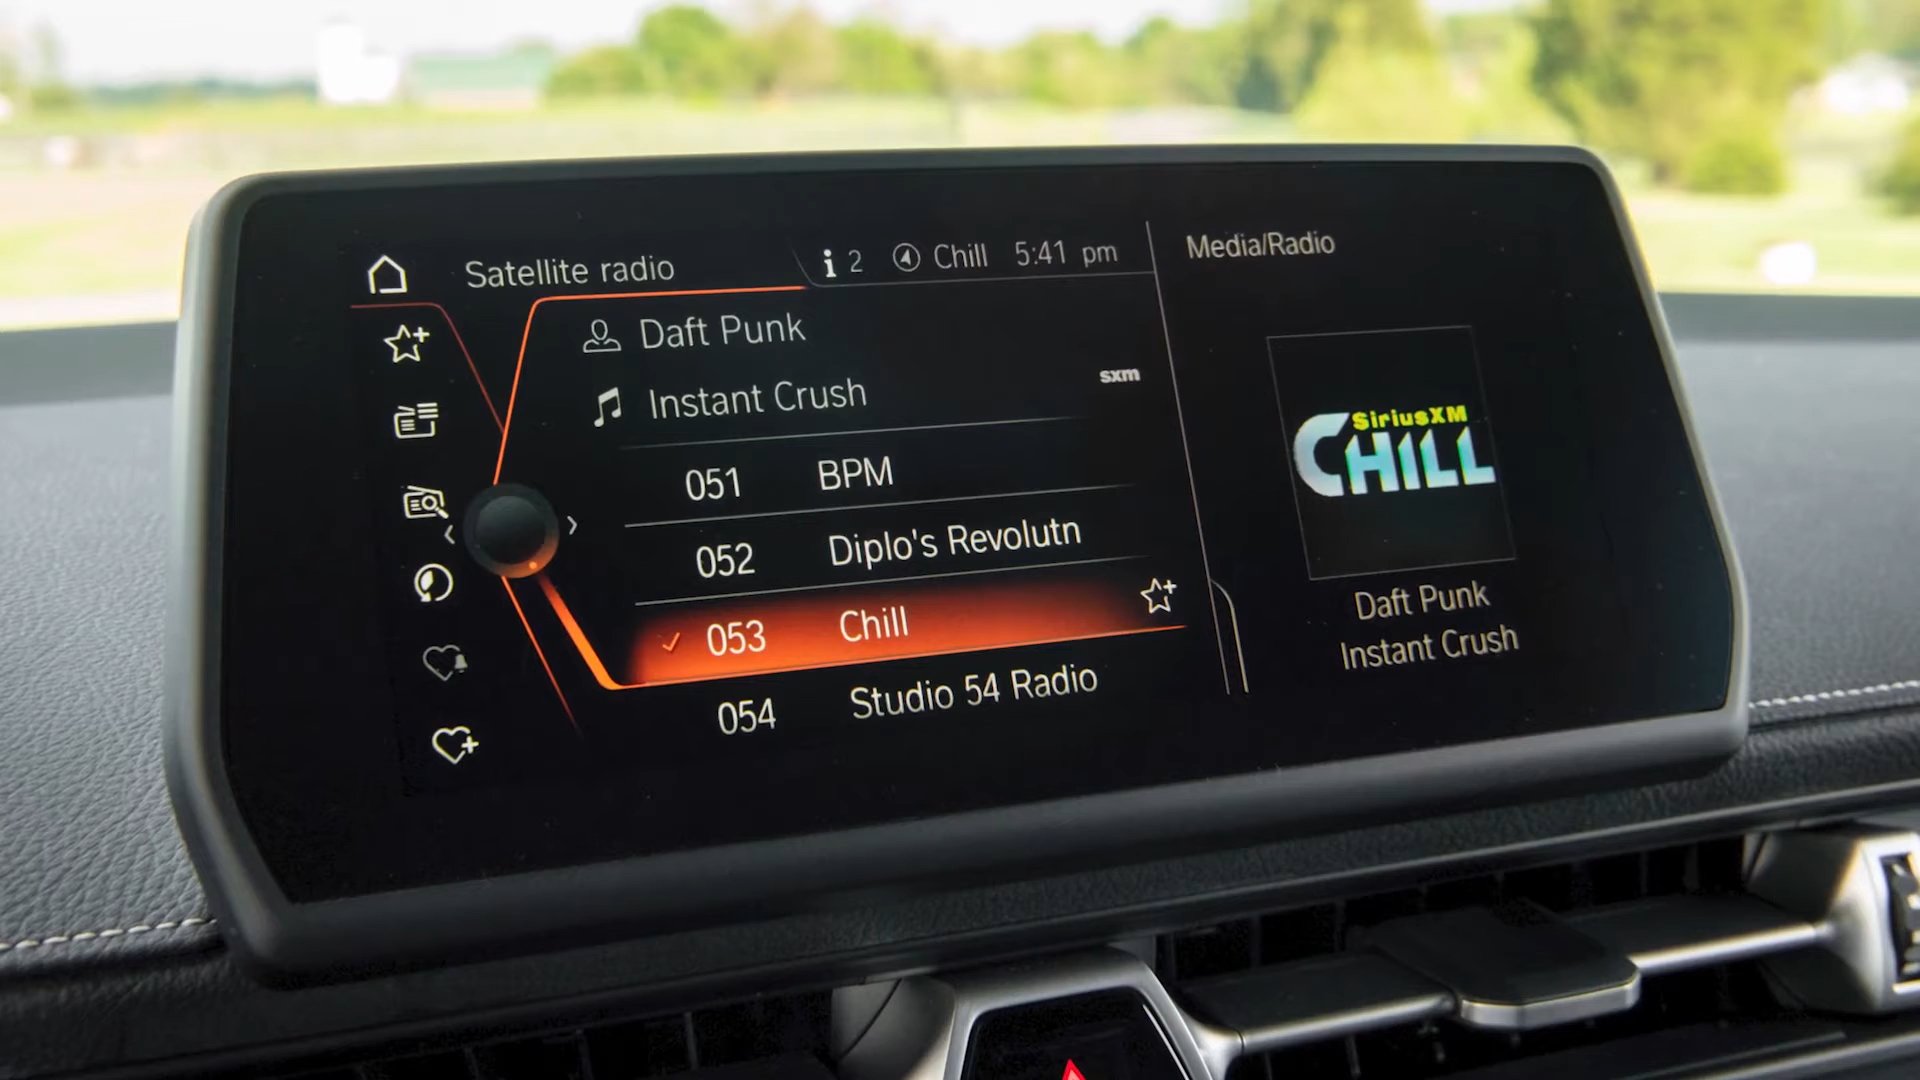 Satellite radio
i 2 Chill 5:41 pm
Media/Radio
Daft Punk
Instant Crush
sxm
051 BPM
052 Diplo's Revolutn
053 Chill
054 Studio 54 Radio
SiriusXM
CHILL
Daft Punk
Instant Crush